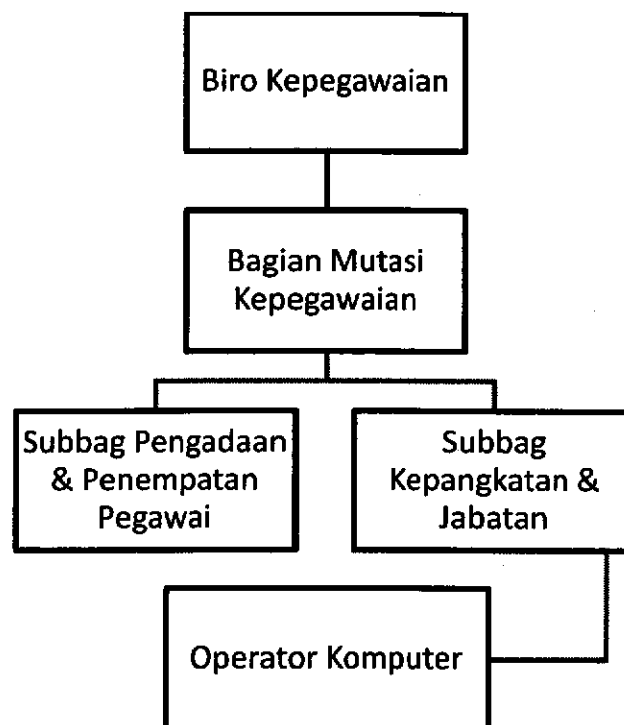 Biro Kepegawaian
Bagian Mutasi
Kepegawaian
Subbag Pengadaan
& Penempatan
Pegawai
Subbag
Kepangkatan &
Jabatan
Operator Komputer